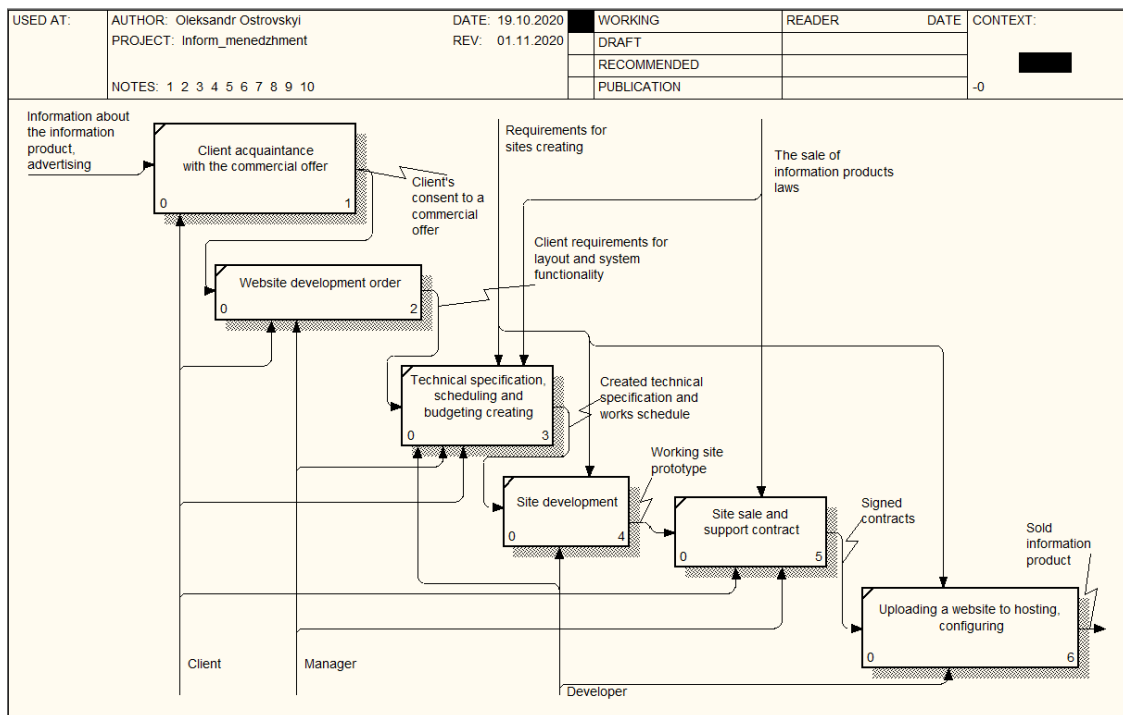 USED AT:
AUTHOR: Oleksandr Ostrovskyi
DATE: 19.10.2020
PROJECT: Inform_menedzhment
REV: 01.11.2020
NOTES: 1 2 3 4 5 6 7 8 9 10
WORKING
DRAFT
RECOMMENDED
PUBLICATION
READER
DATE
CONTEXT:
-0
Information about
the information
product,
advertising
Client acquaintance
with the commercial offer
0
1
Client's
consent to a
commercial
offer
Requirements for
sites creating
The sale of
information products
laws
Website development order
0
2
Client requirements for
layout and system
functionality
Technical specification,
scheduling and
budgeting creating
0
3
Created technical
specification and
works schedule
Site development
0
4
Working site
prototype
Site sale and
support contract
0
5
Signed
contracts
Sold
information
product
Uploading a website to hosting,
configuring
0
6
Client
Manager
Developer